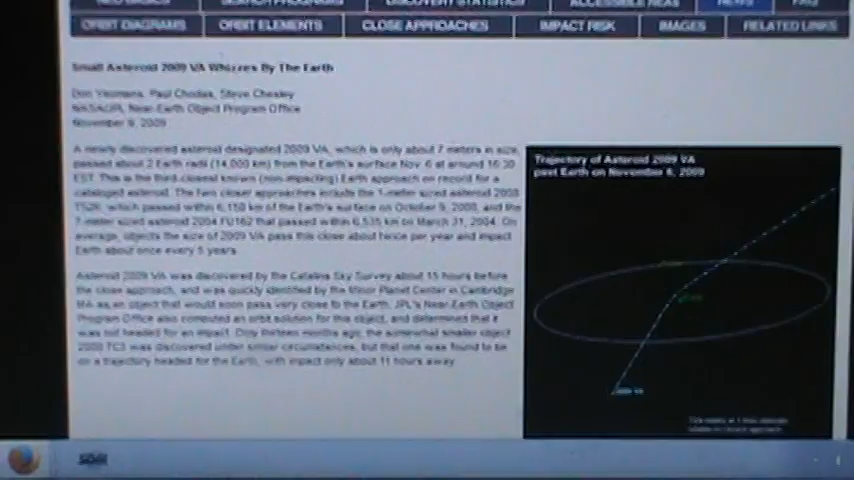 NEO BASICS SEARCH PROGRAMS DISCOVERY STATISTICS ACCESSIBLE NEAS NEWS FAQ
ORBIT DIAGRAMS ORBIT ELEMENTS CLOSE APPROACHES IMPACT RISK IMAGES RELATED LINKS
Small Asteroid 2009 VA Whizzes By The Earth
Don Yeomans, Paul Chodas, Steve Chesley
NASA/JPL Near-Earth Object Program Office
November 9, 2009
A newly discovered asteroid designated 2009 VA, which is only about 7 meters in size,
passed about 2 Earth radii (14,000 km) from the Earth's surface Nov. 6 at around 16:30
EST. This is the third-closest known (non-impacting) Earth approach on record for a
cataloged asteroid. The two closer approaches include the 1-meter sized asteroid 2008
TS26, which passed within 6,150 km of the Earth's surface on October 9, 2008, and the
7-meter sized asteroid 2004 FU162 that passed within 6,535 km on March 31, 2004. On
average, objects the size of 2009 VA pass this close about twice per year and impact
Earth about once every 5 years.
Asteroid 2009 VA was discovered by the Catalina Sky Survey about 15 hours before
the close approach, and was quickly identified by the Minor Planet Center in Cambridge
MA as an object that would soon pass very close to the Earth. JPL's Near-Earth Object
Program Office also computed an orbit solution for this object, and determined that it
was not headed for an impact. Only thirteen months ago, the somewhat smaller object
2008 TC3 was discovered under similar circumstances, but that one was found to be
on a trajectory headed for the Earth, with impact only about 11 hours away.
Trajectory of Asteroid 2009 VA
past Earth on November 6, 2009
2009 VA